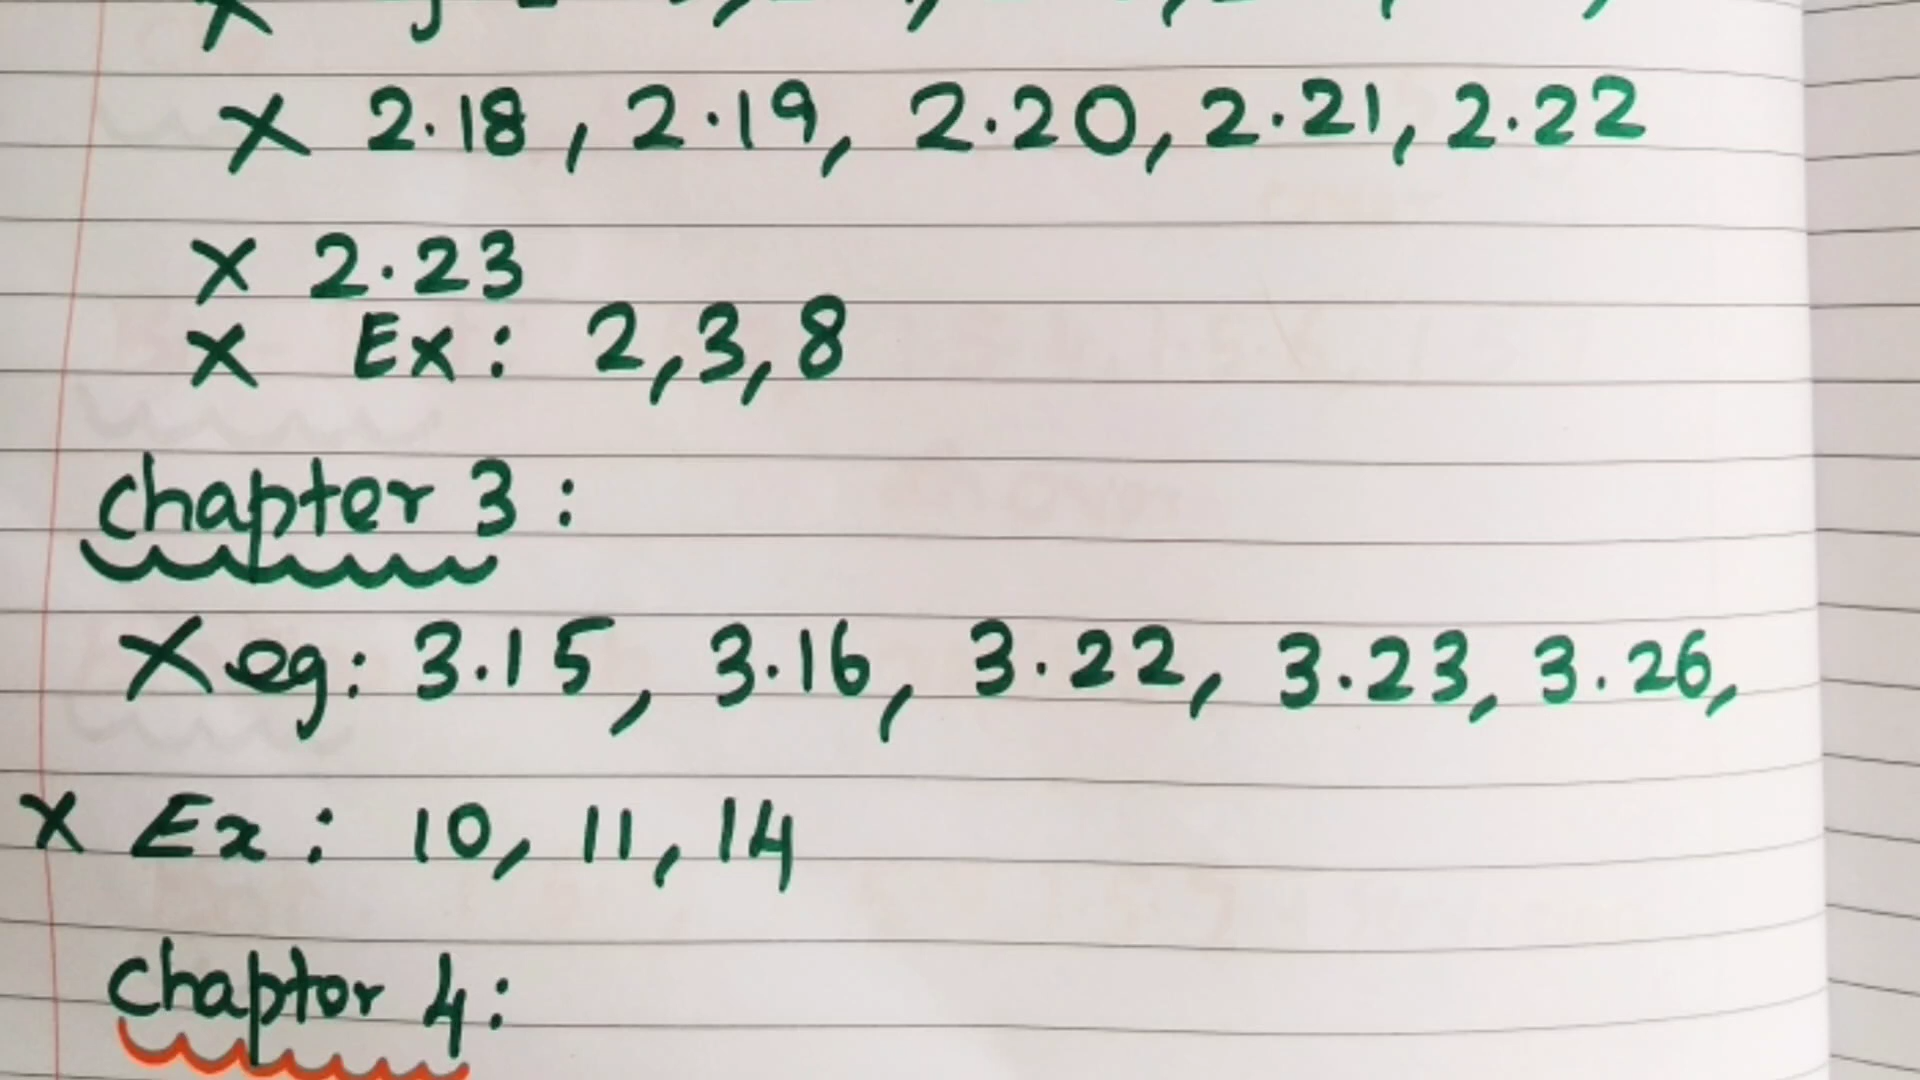 X 2.18, 2.19, 2.20, 2.21, 2.22
X 2.23
X Ex: 2,3,8
Chapter 3:
X eg: 3.15, 3.16, 3.22, 3.23, 3.26,
X Ex: 10, 11, 14
Chapter 4: